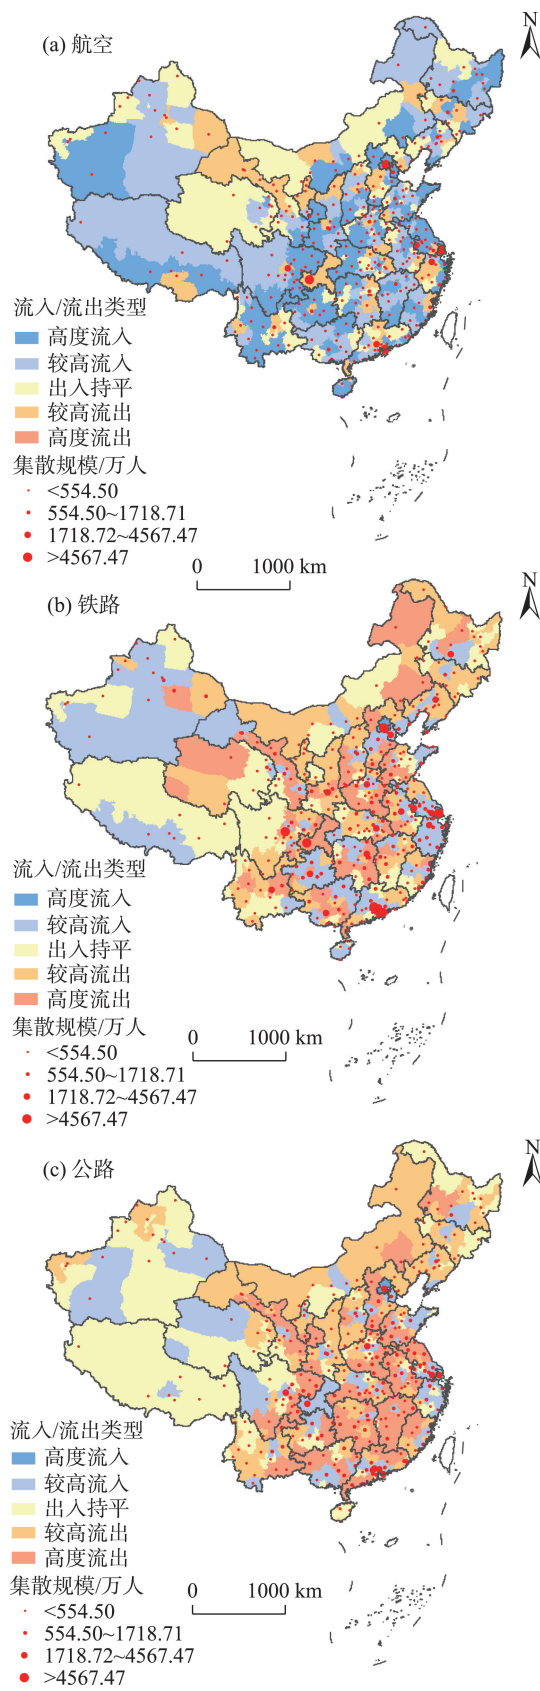 (a) 航空
N
流入/流出类型
高度流入
较高流入
出入持平
较高流出
高度流出
集散规模/万人
<554.50
554.50~1718.71
1718.72~4567.47
>4567.47
0 1000 km
(b) 铁路
N
流入/流出类型
高度流入
较高流入
出入持平
较高流出
高度流出
集散规模/万人
<554.50
554.50~1718.71
1718.72~4567.47
>4567.47
0 1000 km
(c) 公路
N
流入/流出类型
高度流入
较高流入
出入持平
较高流出
高度流出
集散规模/万人
<554.50
554.50~1718.71
1718.72~4567.47
>4567.47
0 1000 km